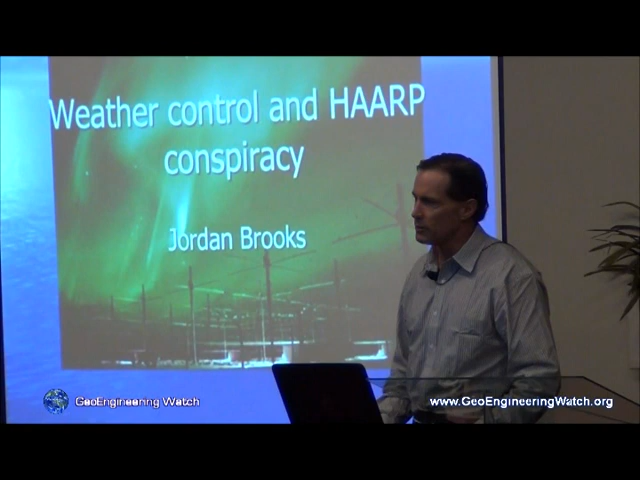 Weather control and HAARP
conspiracy
Jordan Brooks
GeoEngineering Watch
www.GeoEngineeringWatch.org